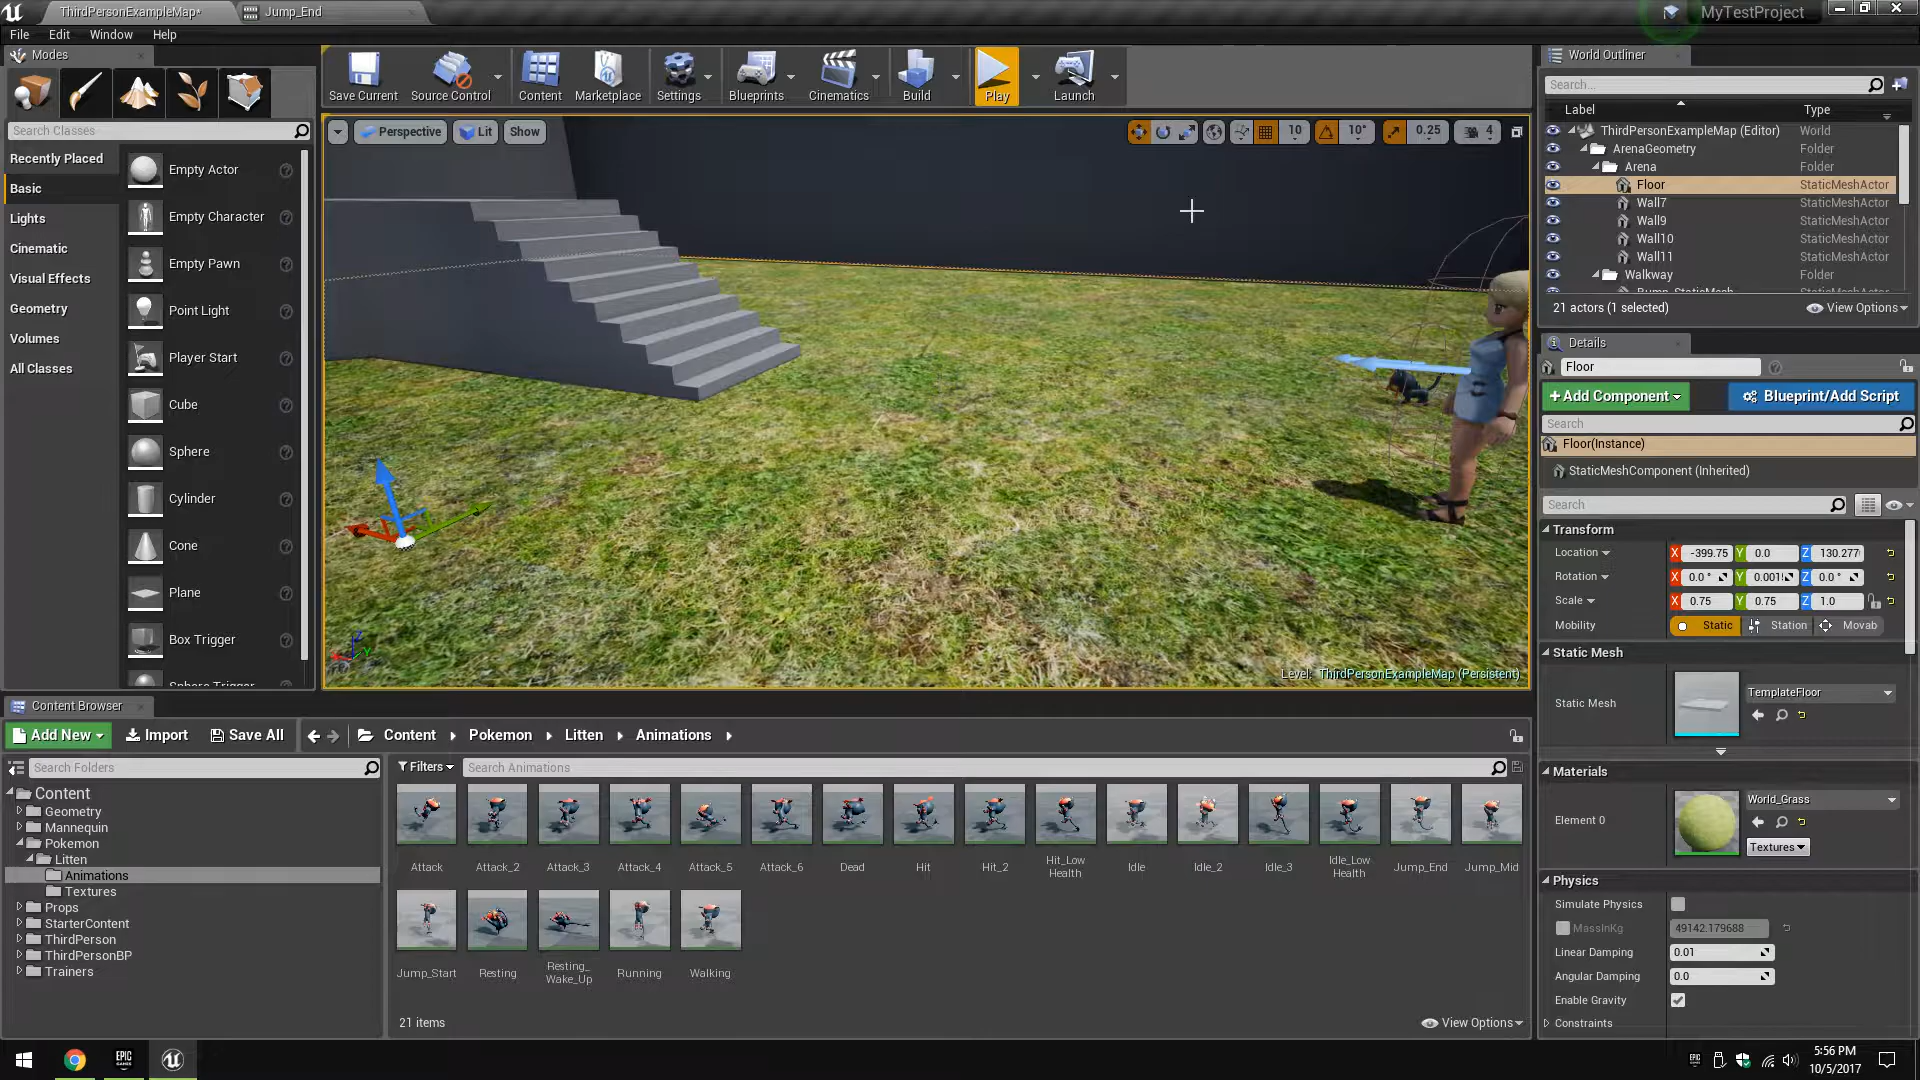 ThirdPersonExampleMap*
Jump_End
MyTestProject
File Edit Window Help
Modes
Search Classes
Recently Placed
Basic
Lights
Cinematic
Visual Effects
Geometry
Volumes
All Classes
Empty Actor
Empty Character
Empty Pawn
Point Light
Player Start
Cube
Sphere
Cylinder
Cone
Plane
Box Trigger
Sphere Trigger
Save Current
Source Control
Content
Marketplace
Settings
Blueprints
Cinematics
Build
Play
Launch
Perspective
Lit
Show
10
10°
0.25
4
Level: ThirdPersonExampleMap (Persistent)
World Outliner
Search...
Label Type
ThirdPersonExampleMap (Editor) World
ArenaGeometry Folder
Arena Folder
Floor StaticMeshActor
Wall7 StaticMeshActor
Wall9 StaticMeshActor
Wall10 StaticMeshActor
Wall11 StaticMeshActor
Walkway Folder
Bump_StaticMesh
21 actors (1 selected)
View Options
Details
Floor
+Add Component
Blueprint/Add Script
Search
Floor(Instance)
StaticMeshComponent (Inherited)
Search
Transform
Location X -399.75 Y 0.0 Z 130.277
Rotation X 0.0 ° Y 0.001 Z 0.0 °
Scale X 0.75 Y 0.75 Z 1.0
Mobility Static Station Movab
Static Mesh
Static Mesh
TemplateFloor
Materials
Element 0
World_Grass
Textures
Physics
Simulate Physics
MassInKg 49142.179688
Linear Damping 0.01
Angular Damping 0.0
Enable Gravity
Constraints
Content Browser
Add New
Import
Save All
Content Pokemon Litten Animations
Search Folders
Filters
Search Animations
Content
Geometry
Mannequin
Pokemon
Litten
Animations
Textures
Props
StarterContent
ThirdPerson
ThirdPersonBP
Trainers
Attack
Attack_2
Attack_3
Attack_4
Attack_5
Attack_6
Dead
Hit
Hit_2
Hit_Low
Health
Idle
Idle_2
Idle_3
Idle_Low
Health
Jump_End
Jump_Mid
Jump_Start
Resting
Resting_
Wake_Up
Running
Walking
21 items
View Options
EPIC
GAMES
5:56 PM
10/5/2017